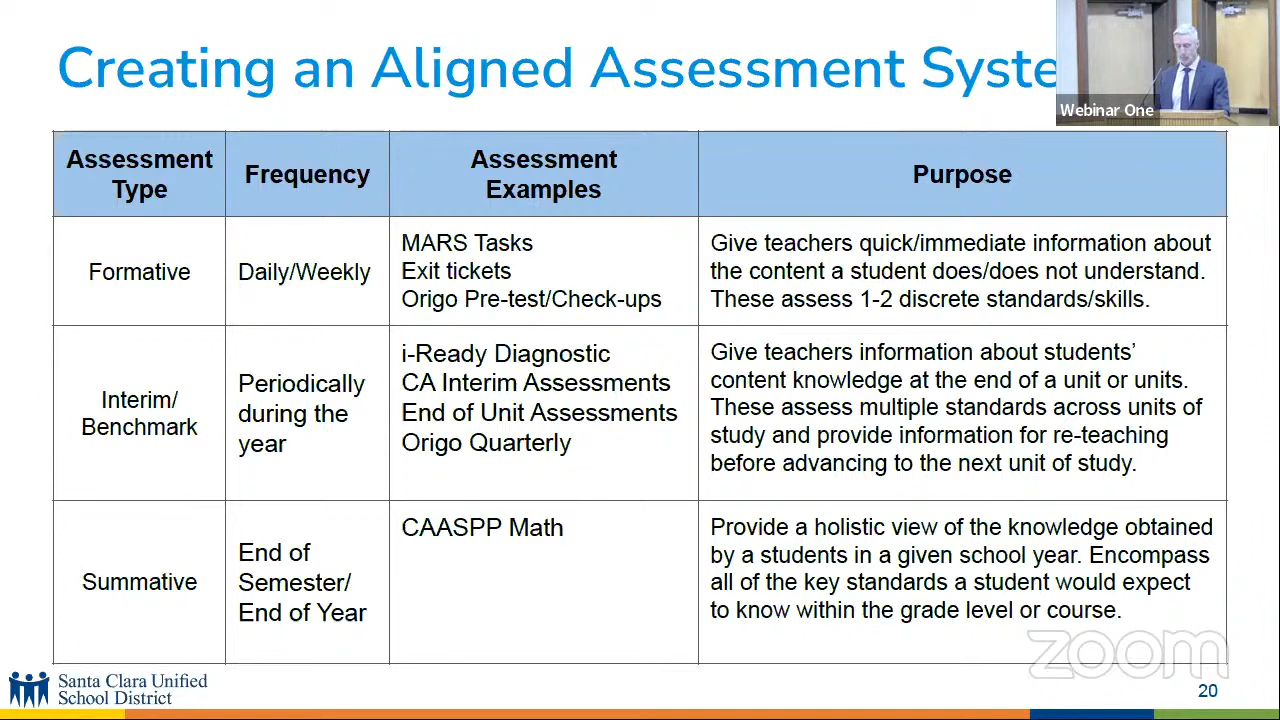 Creating an Aligned Assessment Syste
Webinar One
Assessment
Type
Frequency
Assessment
Examples
Purpose
Formative
Daily/Weekly
MARS Tasks
Exit tickets
Origo Pre-test/Check-ups
Give teachers quick/immediate information about
the content a student does/does not understand.
These assess 1-2 discrete standards/skills.
Interim/
Benchmark
Periodically
during the
year
i-Ready Diagnostic
CA Interim Assessments
End of Unit Assessments
Origo Quarterly
Give teachers information about students’
content knowledge at the end of a unit or units.
These assess multiple standards across units of
study and provide information for re-teaching
before advancing to the next unit of study.
Summative
End of
Semester/
End of Year
CAASPP Math
Provide a holistic view of the knowledge obtained
by a students in a given school year. Encompass
all of the key standards a student would expect
to know within the grade level or course.
zoom
Santa Clara Unified
School District
20